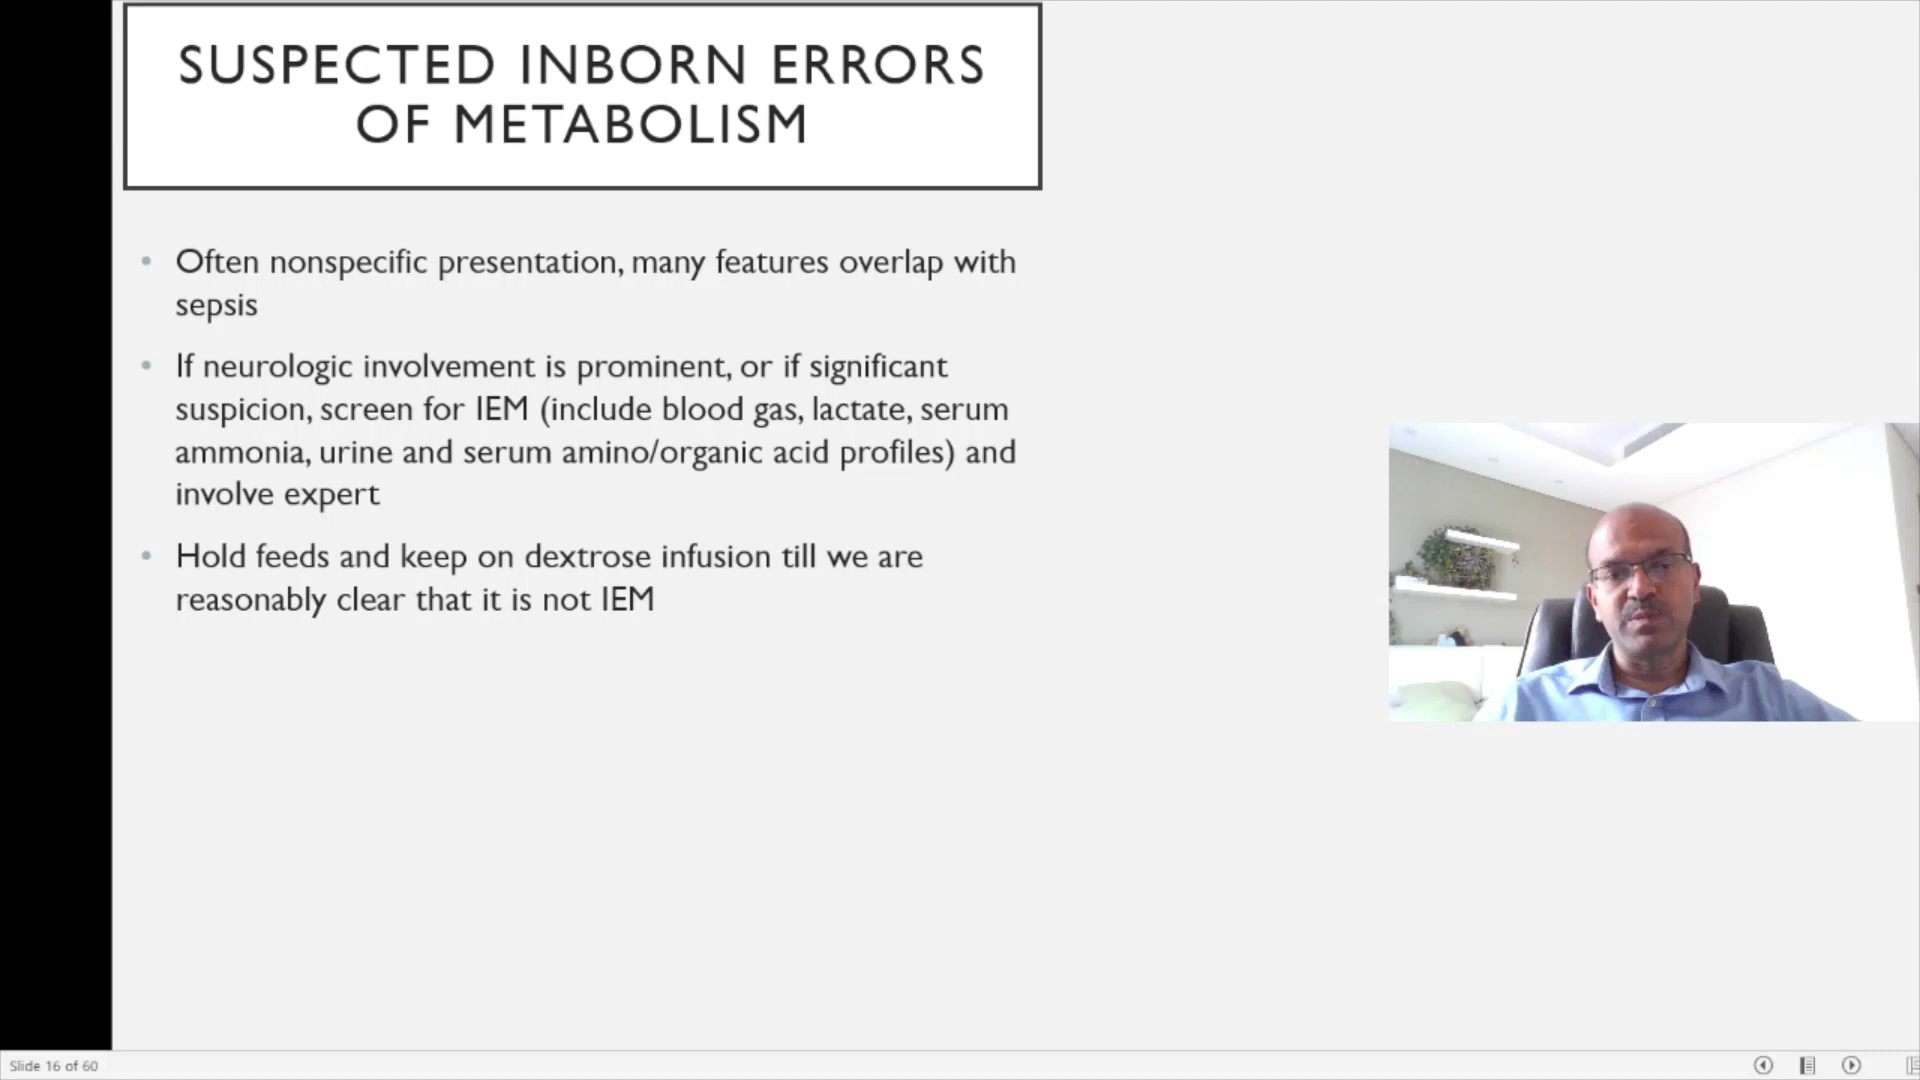 SUSPECTED INBORN ERRORS
OF METABOLISM
• Often nonspecific presentation, many features overlap with
sepsis
• If neurologic involvement is prominent, or if significant
suspicion, screen for IEM (include blood gas, lactate, serum
ammonia, urine and serum amino/organic acid profiles) and
involve expert
• Hold feeds and keep on dextrose infusion till we are
reasonably clear that it is not IEM
Slide 16 of 60